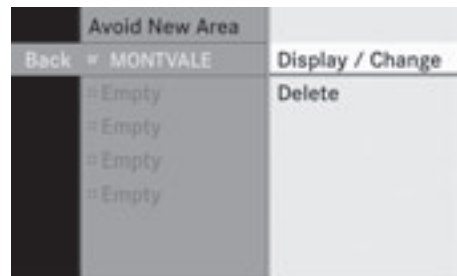 Avoid New Area
Back MONTVALE Display / Change
Empty Delete
Empty
Empty
Empty